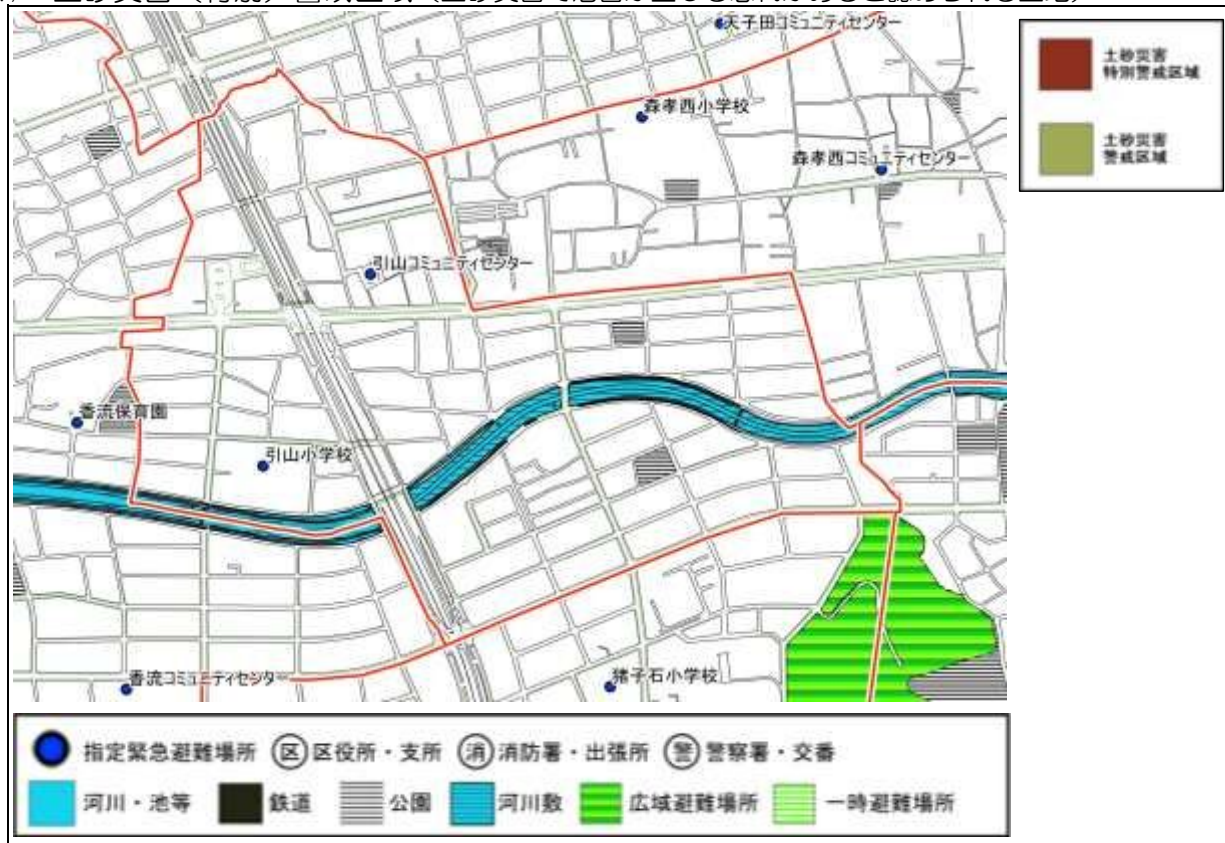 土砂災害
特別警戒区域
土砂災害
警戒区域
天子田コミュニティセンター
森孝西小学校
森孝西コミュニティセンター
引山コミュニティセンター
香流保育園
引山小学校
香流コミュニティセンター
猪子石小学校
指定緊急避難場所 区 区役所・支所 消 消防署・出張所 警 警察署・交番
河川・池等 鉄道 公園 河川敷 広域避難場所 一時避難場所